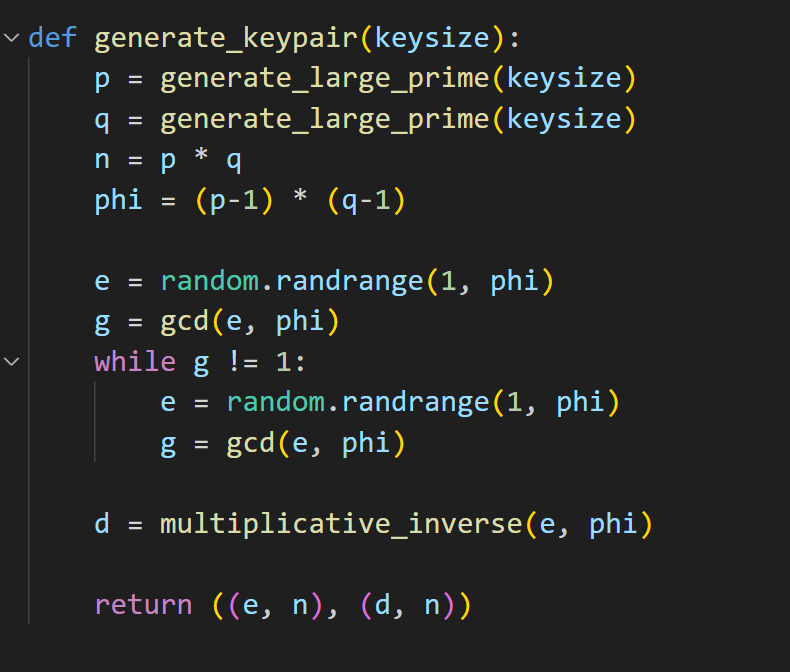 def generate_keypair(keysize):
    p = generate_large_prime(keysize)
    q = generate_large_prime(keysize)
    n = p * q
    phi = (p-1) * (q-1)

    e = random.randrange(1, phi)
    g = gcd(e, phi)
    while g != 1:
        e = random.randrange(1, phi)
        g = gcd(e, phi)

    d = multiplicative_inverse(e, phi)

    return ((e, n), (d, n))